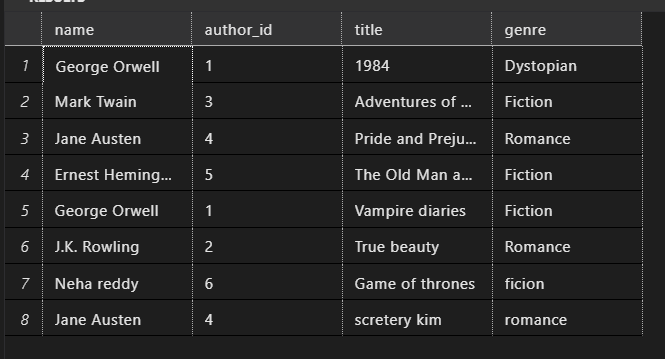 RESULTS
name author_id title genre
1 George Orwell 1 1984 Dystopian
2 Mark Twain 3 Adventures of ... Fiction
3 Jane Austen 4 Pride and Preju... Romance
4 Ernest Heming... 5 The Old Man a... Fiction
5 George Orwell 1 Vampire diaries Fiction
6 J.K. Rowling 2 True beauty Romance
7 Neha reddy 6 Game of thrones ficion
8 Jane Austen 4 scretery kim romance